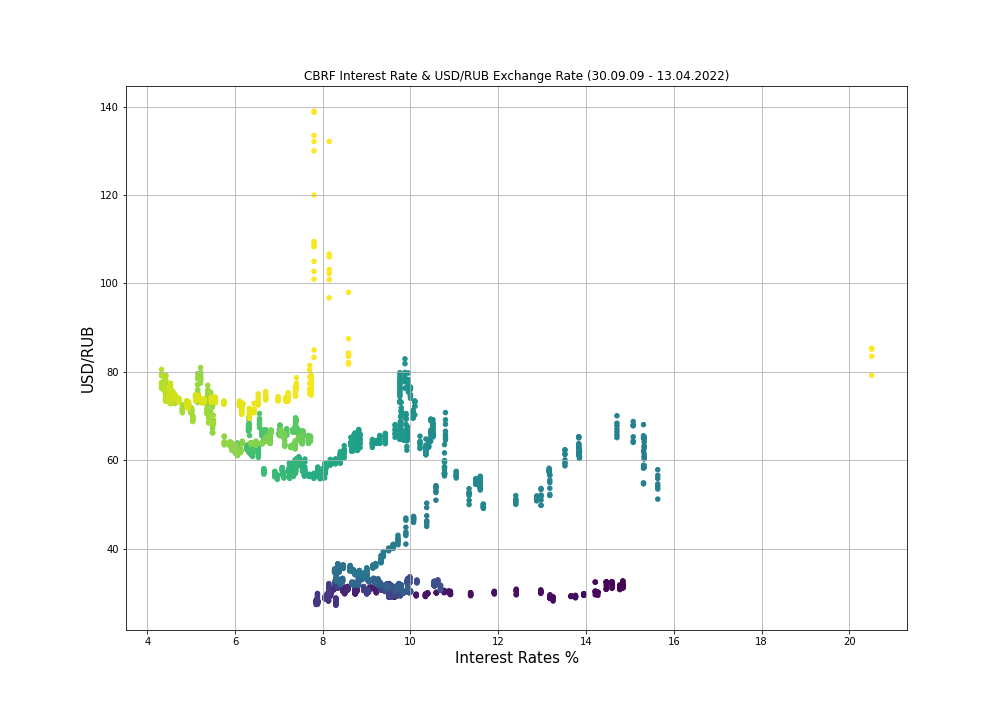 CBRF Interest Rate & USD/RUB Exchange Rate (30.09.09 - 13.04.2022)
140
120
100
80
60
40
USD/RUB
4 6 8 10 12 14 16 18 20
Interest Rates %